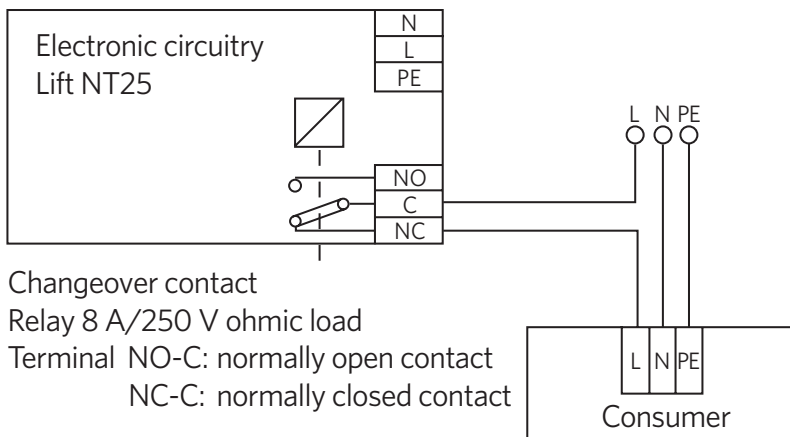 Electronic circuitry
Lift NT25
N
L
PE
NO
C
NC
L N PE
Changeover contact
Relay 8 A/250 V ohmic load
Terminal NO-C: normally open contact
NC-C: normally closed contact
L N PE
Consumer